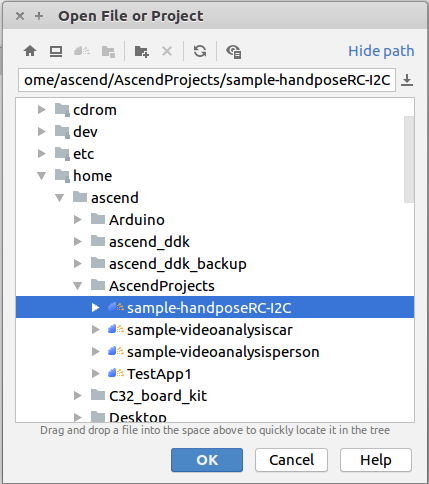 Open File or Project
Hide path
ome/ascend/AscendProjects/sample-handposeRC-I2C
cdrom
dev
etc
home
ascend
Arduino
ascend_ddk
ascend_ddk_backup
AscendProjects
sample-handposeRC-I2C
sample-videoanalysiscar
sample-videoanalysisperson
TestApp1
C32_board_kit
Desktop
Drag and drop a file into the space above to quickly locate it in the tree
OK
Cancel
Help